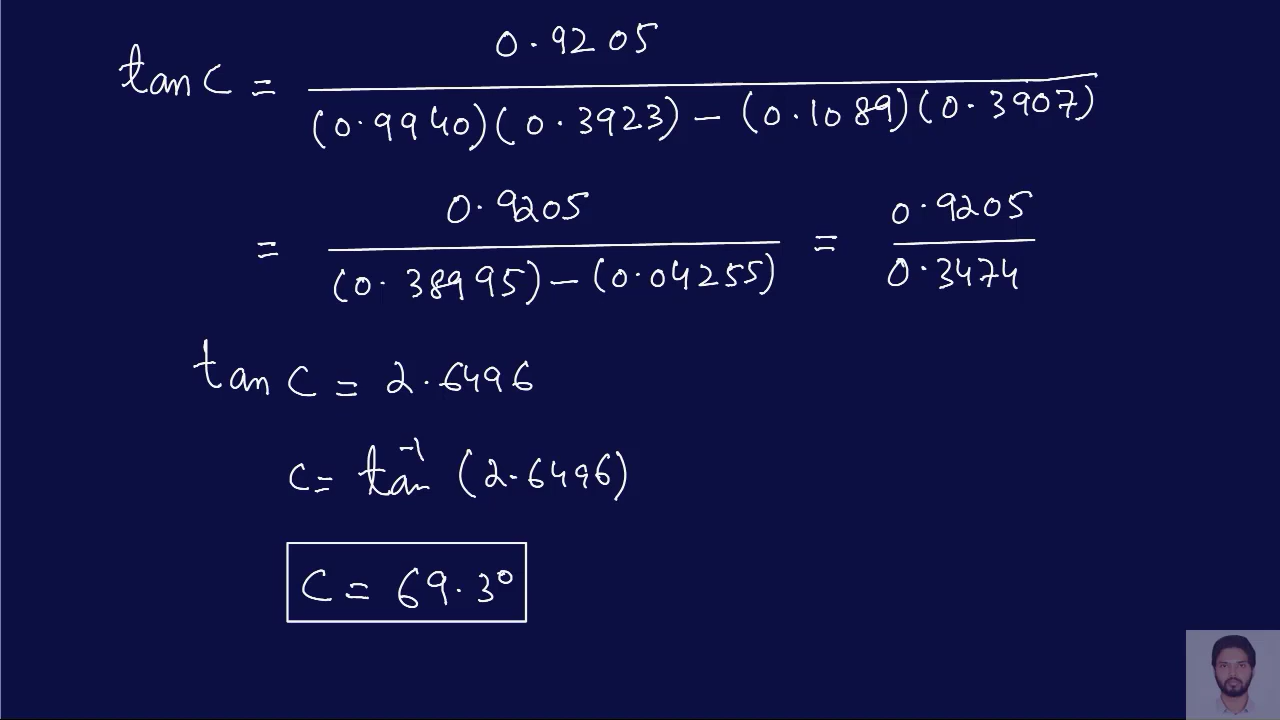 tan C = 0.9205 / (0.9940)(0.3923) − (0.1089)(0.3907)
= 0.9205 / (0.38995) − (0.04255) = 0.9205 / 0.3474
tan C = 2.6496
C = tan⁻¹ (2.6496)
C = 69.3°